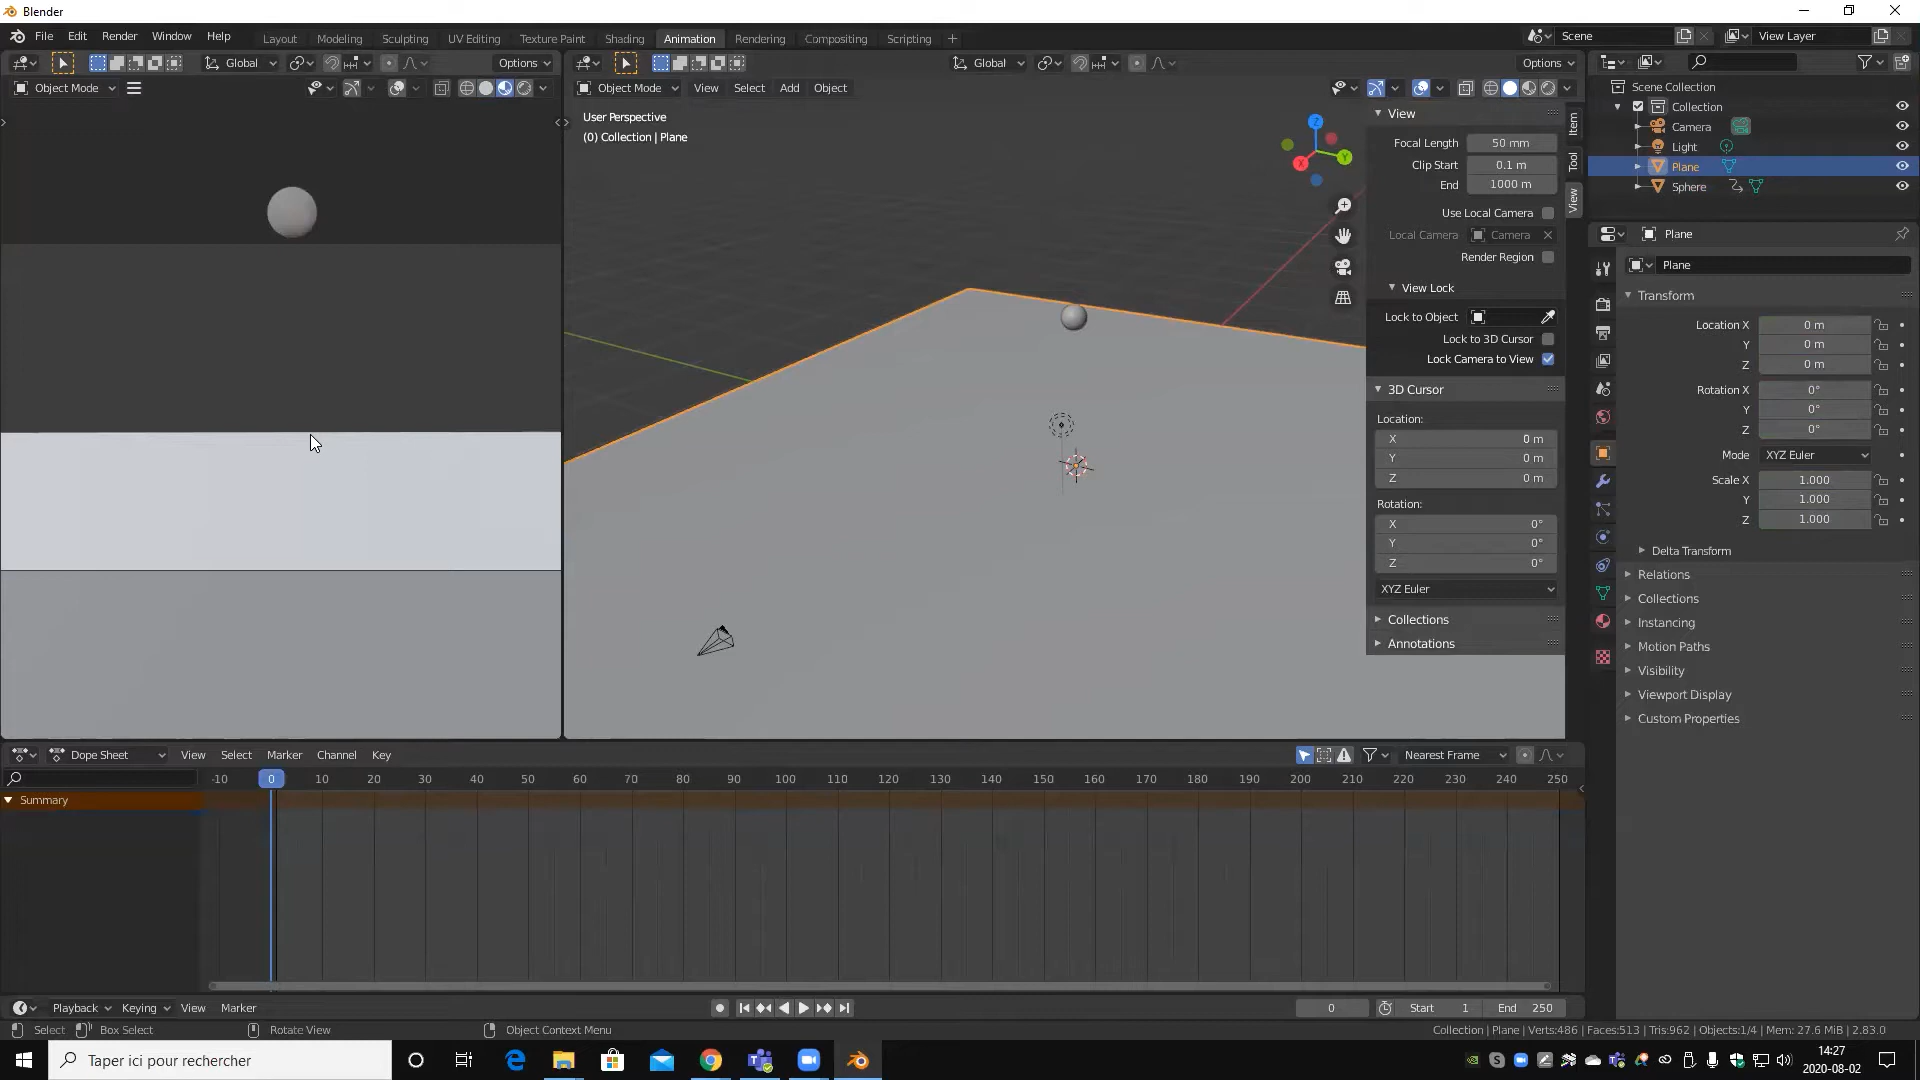 Blender
File Edit Render Window Help
Layout Modeling Sculpting UV Editing Texture Paint Shading Animation Rendering Compositing Scripting +
Scene
View Layer
Global
Options
Global
Options
Object Mode
Object Mode View Select Add Object
User Perspective
(0) Collection | Plane
Z
Y
X
View
Focal Length 50 mm
Clip Start 0.1 m
End 1000 m
Use Local Camera
Local Camera Camera
Render Region
View Lock
Lock to Object
Lock to 3D Cursor
Lock Camera to View
3D Cursor
Location:
X 0 m
Y 0 m
Z 0 m
Rotation:
X 0°
Y 0°
Z 0°
XYZ Euler
Collections
Annotations
Item
Tool
View
Scene Collection
Collection
Camera
Light
Plane
Sphere
Plane
Plane
Transform
Location X 0 m
Y 0 m
Z 0 m
Rotation X 0°
Y 0°
Z 0°
Mode XYZ Euler
Scale X 1.000
Y 1.000
Z 1.000
Delta Transform
Relations
Collections
Instancing
Motion Paths
Visibility
Viewport Display
Custom Properties
Dope Sheet View Select Marker Channel Key
Nearest Frame
-10 0 10 20 30 40 50 60 70 80 90 100 110 120 130 140 150 160 170 180 190 200 210 220 230 240 250
Summary
Playback Keying View Marker
0 Start 1 End 250
Select Box Select Rotate View Object Context Menu
Collection | Plane | Verts:486 | Faces:513 | Tris:962 | Objects:1/4 | Mem: 27.6 MiB | 2.83.0
Taper ici pour rechercher
14:27
2020-08-02